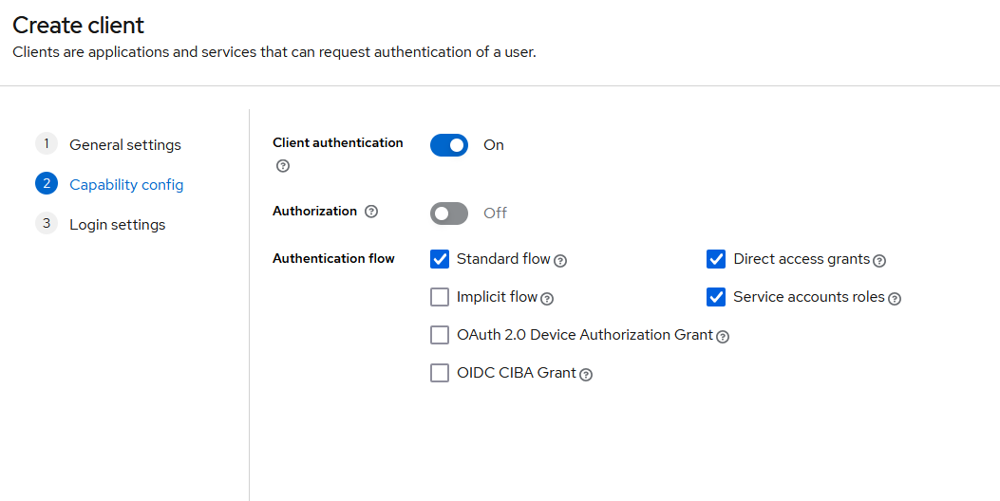 Create client
Clients are applications and services that can request authentication of a user.
1 General settings
2 Capability config
3 Login settings
Client authentication
On
Authorization
Off
Authentication flow
Standard flow
Direct access grants
Implicit flow
Service accounts roles
OAuth 2.0 Device Authorization Grant
OIDC CIBA Grant